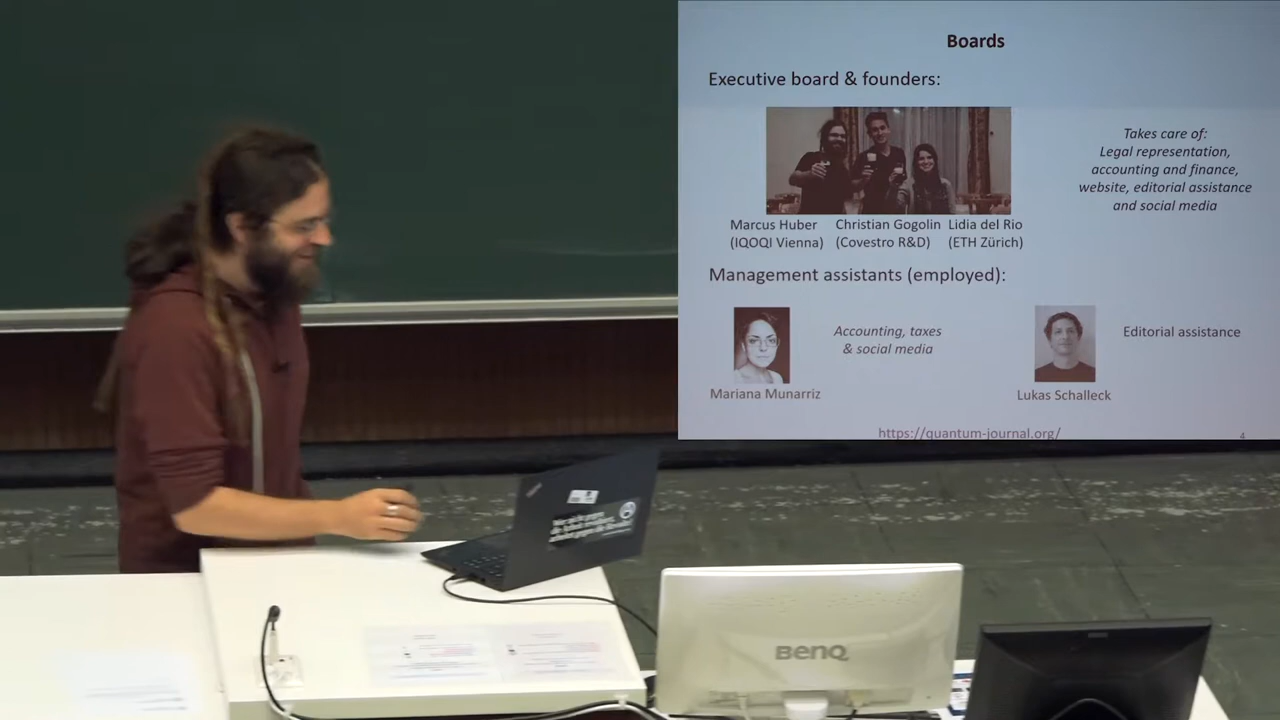 Boards
Executive board & founders:
Takes care of:
Legal representation,
accounting and finance,
website, editorial assistance
and social media
Marcus Huber
(IQOQI Vienna)
Christian Gogolin
(Covestro R&D)
Lidia del Rio
(ETH Zürich)
Management assistants (employed):
Accounting, taxes
& social media
Editorial assistance
Mariana Munarriz
Lukas Schalleck
https://quantum-journal.org/
4
BenQ